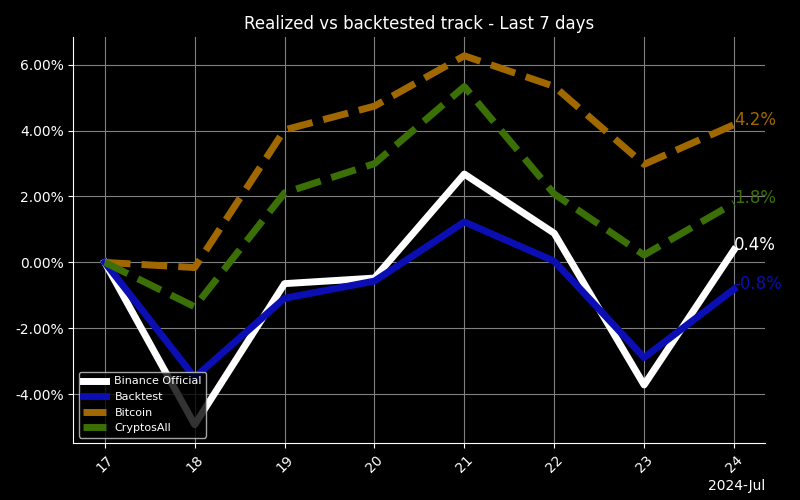 Realized vs backtested track - Last 7 days
6.00%
4.00%
2.00%
0.00%
-2.00%
-4.00%
4.2%
1.8%
0.4%
-0.8%
Binance Official
Backtest
Bitcoin
CryptosAll
17 18 19 20 21 22 23 24
2024-Jul